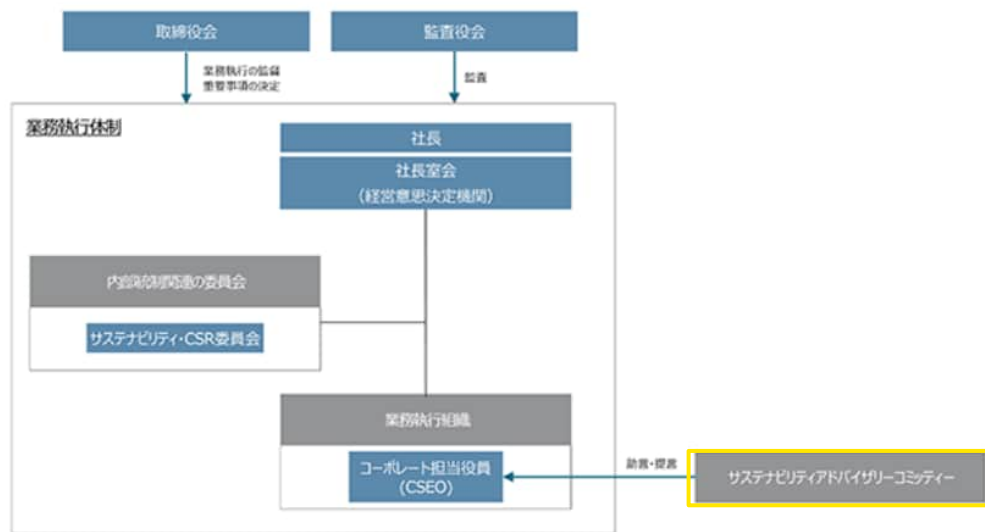 取締役会
監査役会
業務執行の監督
重要事項の決定
監査
業務執行体制
社長
社長室会
（経営意思決定機関）
内部統制関連の委員会
サステナビリティ・CSR委員会
業務執行組織
コーポレート担当役員
(CSEO)
助言・提言
サステナビリティアドバイザリーコミッティー